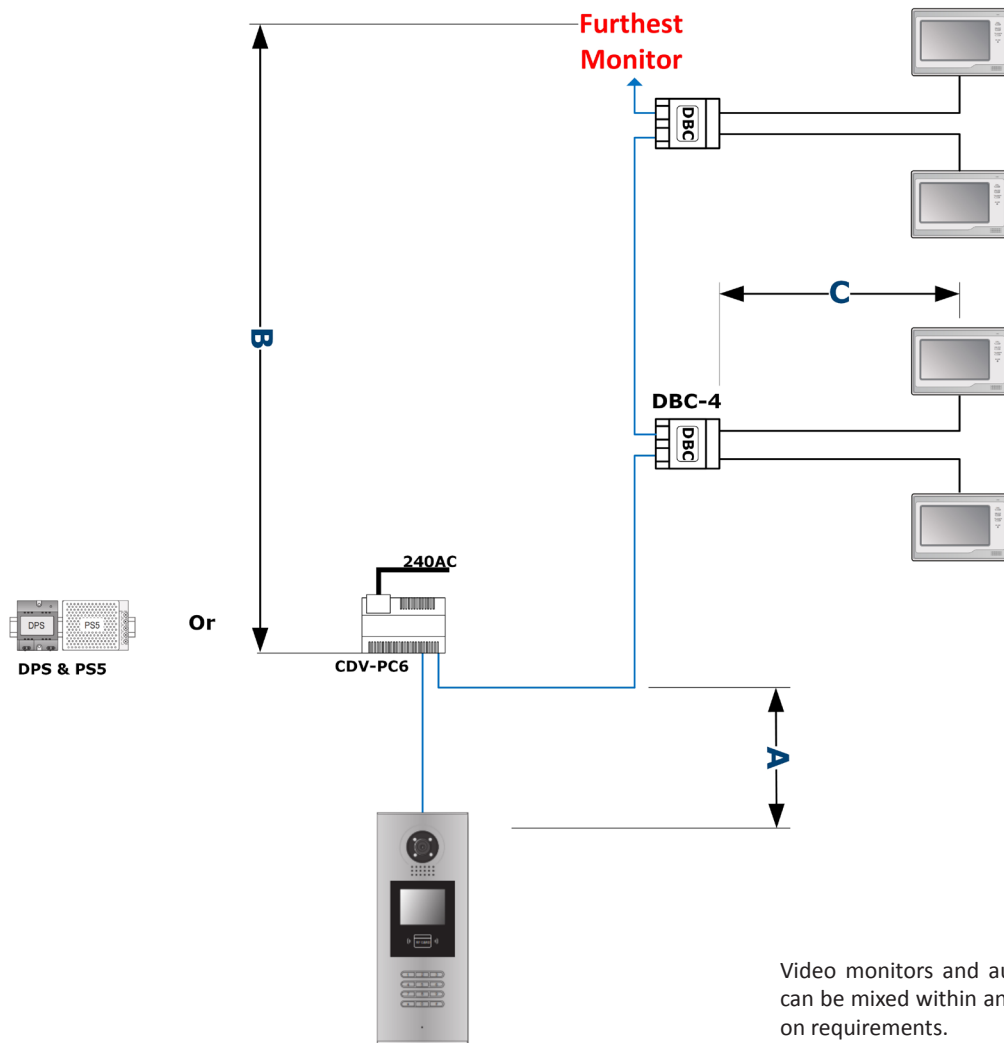 Furthest
Monitor
DBC
B
C
DBC-4
DBC
240AC
DPS
PS5
Or
DPS & PS5
CDV-PC6
A
Video monitors and au
can be mixed within an
on requirements.